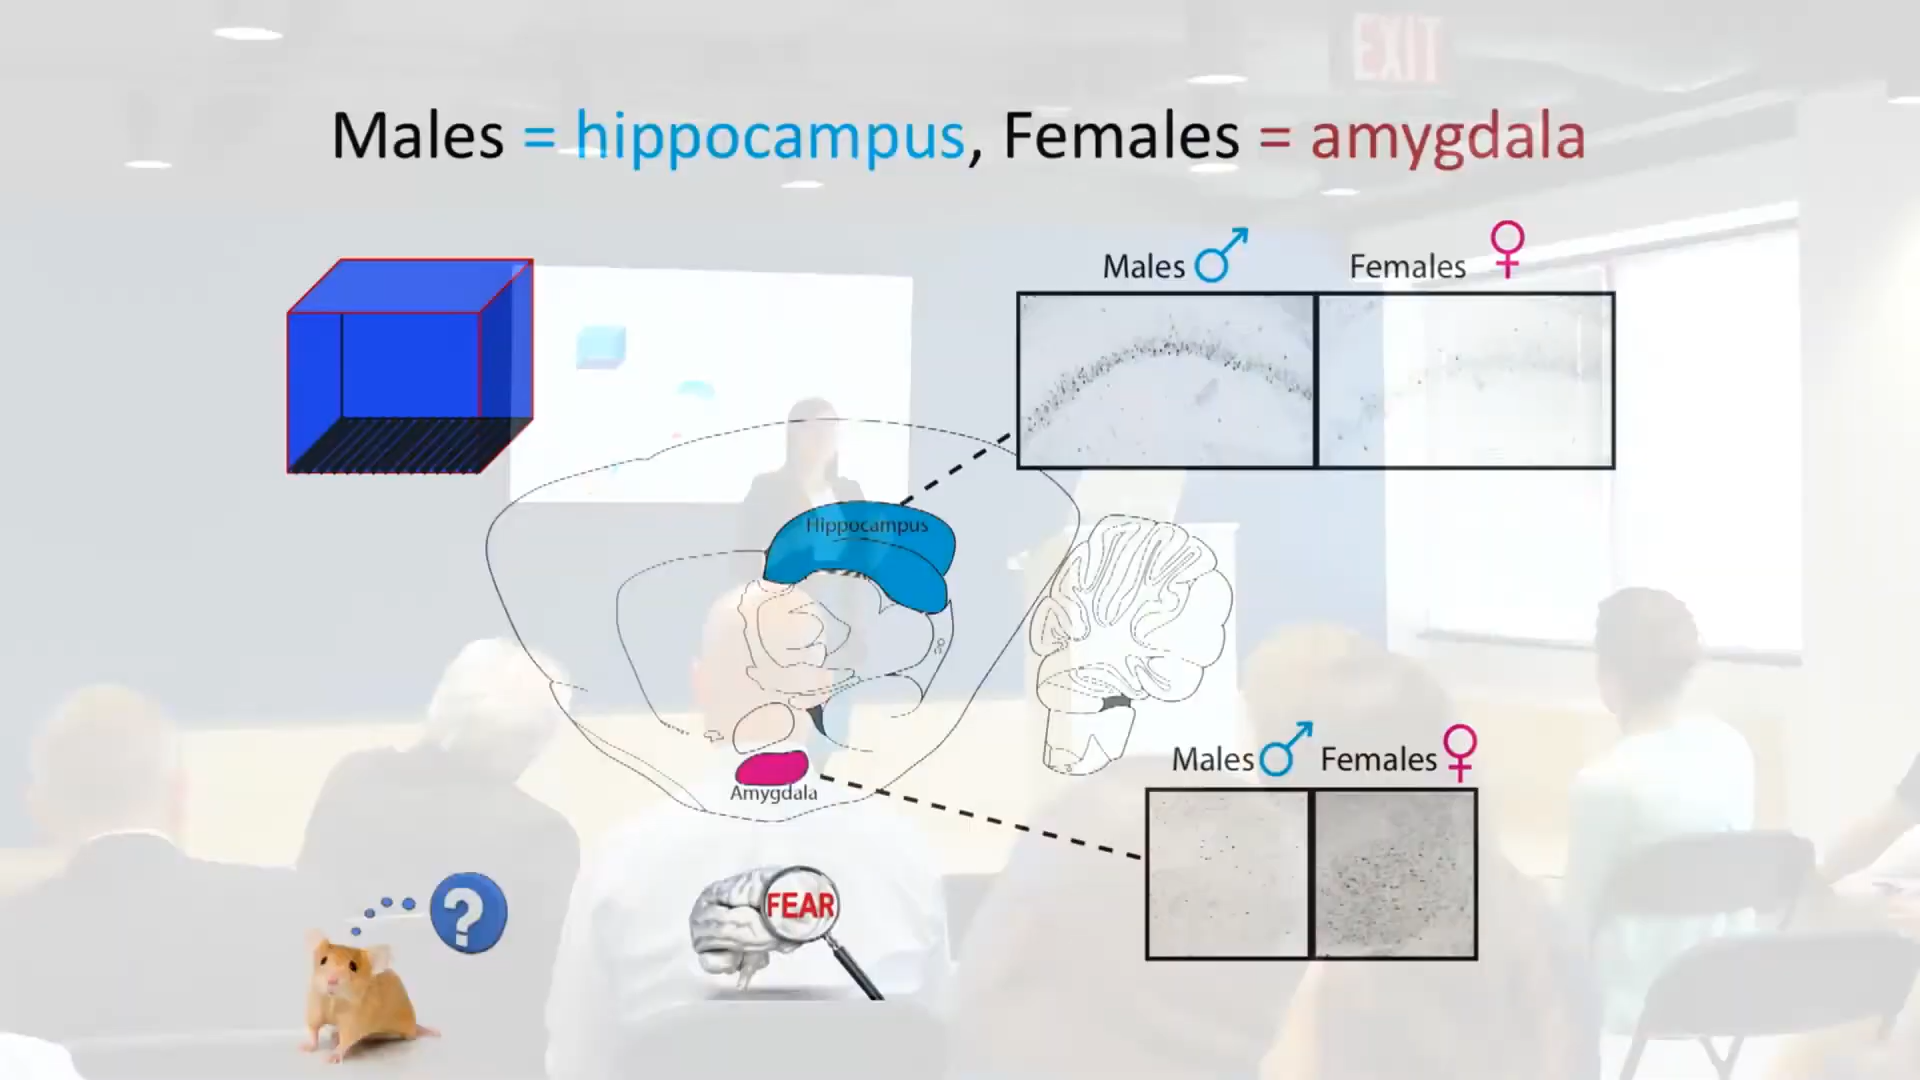 EXIT
Males = hippocampus, Females = amygdala
Males Females
Hippocampus
Amygdala
Males Females
?
FEAR